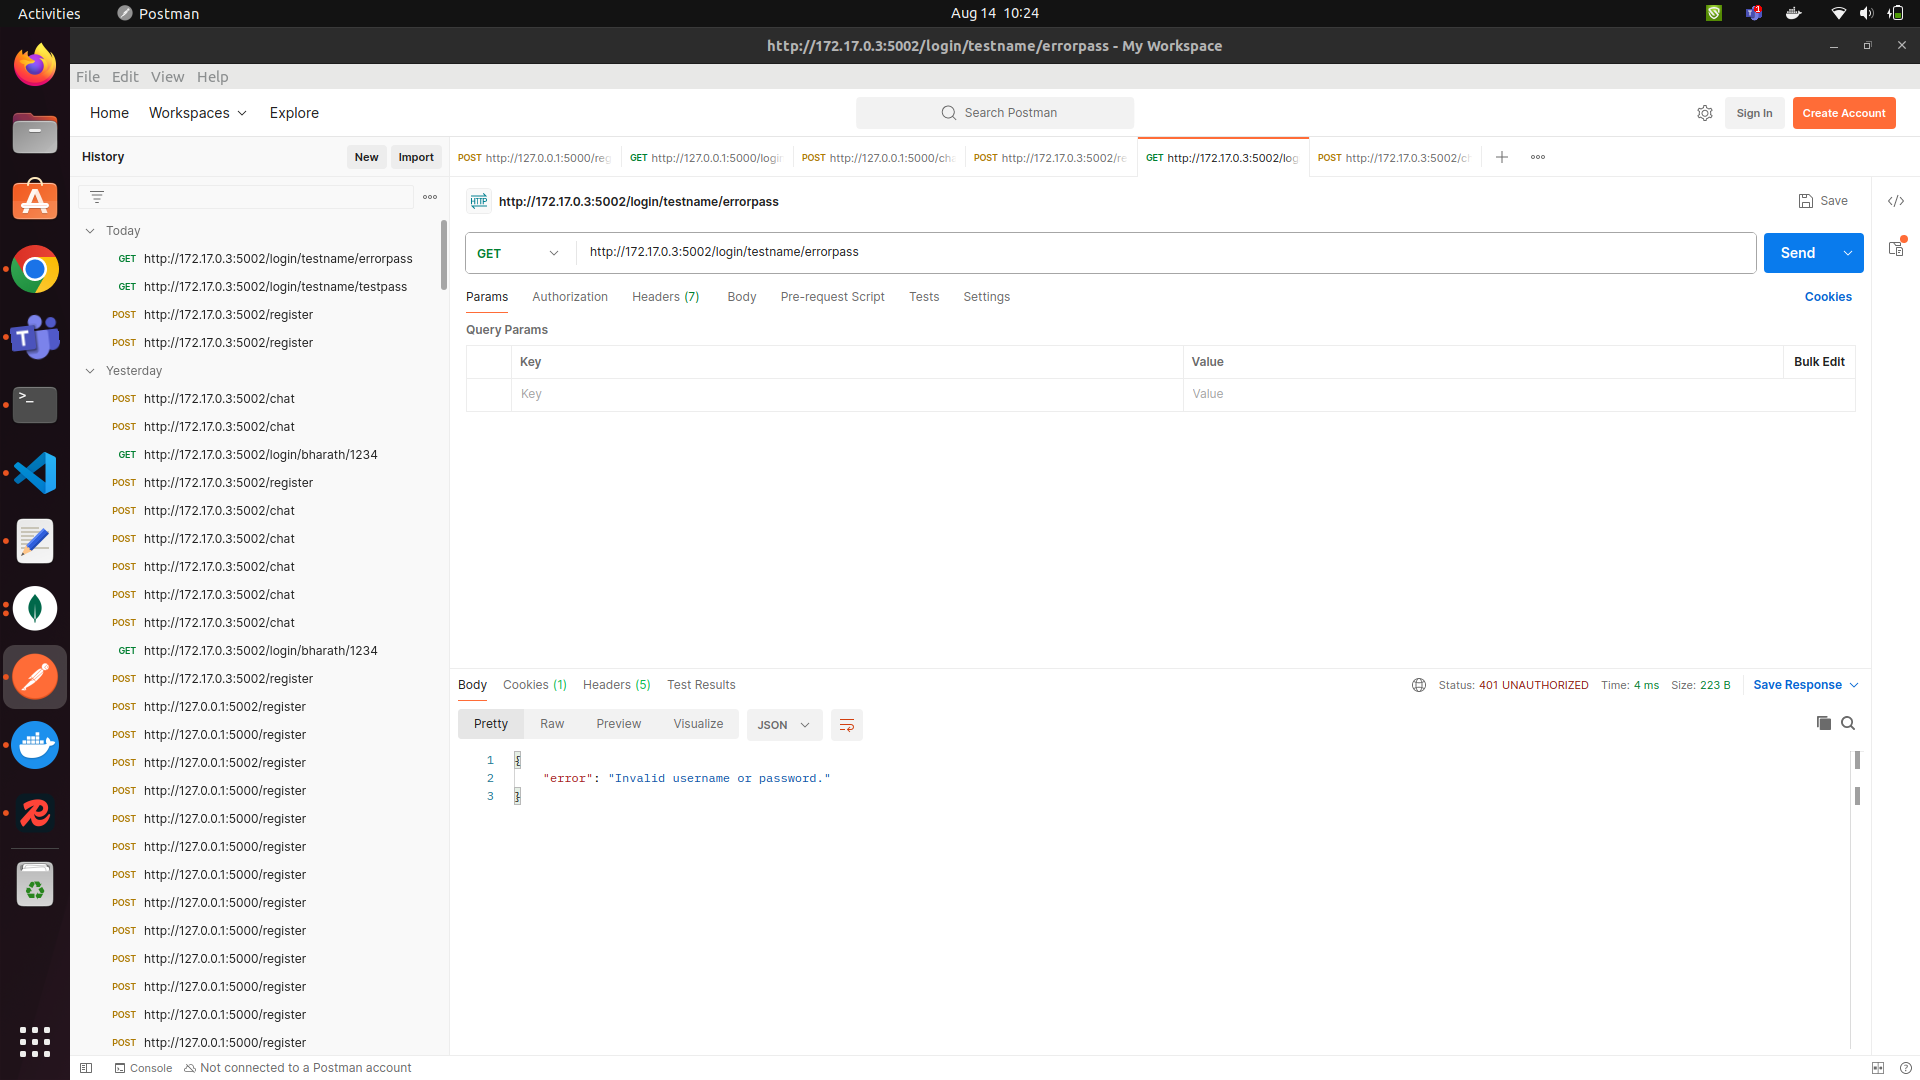 Activities
Postman
Aug 14 10:24
1
http://172.17.0.3:5002/login/testname/errorpass - My Workspace
File Edit View Help
Home Workspaces Explore
Search Postman
Sign In
Create Account
History
New
Import
POST http://127.0.0.1:5000/reg
GET http://127.0.0.1:5000/logi
POST http://127.0.0.1:5000/ch
POST http://172.17.0.3:5002/re
GET http://172.17.0.3:5002/log
POST http://172.17.0.3:5002/c
HTTP http://172.17.0.3:5002/login/testname/errorpass
Save
</>
Today
GET http://172.17.0.3:5002/login/testname/errorpass
GET http://172.17.0.3:5002/login/testname/testpass
POST http://172.17.0.3:5002/register
POST http://172.17.0.3:5002/register
Yesterday
POST http://172.17.0.3:5002/chat
POST http://172.17.0.3:5002/chat
GET http://172.17.0.3:5002/login/bharath/1234
POST http://172.17.0.3:5002/register
POST http://172.17.0.3:5002/chat
POST http://172.17.0.3:5002/chat
POST http://172.17.0.3:5002/chat
POST http://172.17.0.3:5002/chat
POST http://172.17.0.3:5002/chat
GET http://172.17.0.3:5002/login/bharath/1234
POST http://172.17.0.3:5002/register
POST http://127.0.0.1:5002/register
POST http://127.0.0.1:5000/register
POST http://127.0.0.1:5002/register
POST http://127.0.0.1:5000/register
POST http://127.0.0.1:5000/register
POST http://127.0.0.1:5000/register
POST http://127.0.0.1:5000/register
POST http://127.0.0.1:5000/register
POST http://127.0.0.1:5000/register
POST http://127.0.0.1:5000/register
POST http://127.0.0.1:5000/register
POST http://127.0.0.1:5000/register
POST http://127.0.0.1:5000/register
GET
http://172.17.0.3:5002/login/testname/errorpass
Send
Params Authorization Headers (7) Body Pre-request Script Tests Settings
Cookies
Query Params
Key Value Bulk Edit
Key Value
Body Cookies (1) Headers (5) Test Results
Status: 401 UNAUTHORIZED Time: 4 ms Size: 223 B
Save Response
Pretty Raw Preview Visualize JSON
1 {
2 "error": "Invalid username or password."
3 }
Console
Not connected to a Postman account